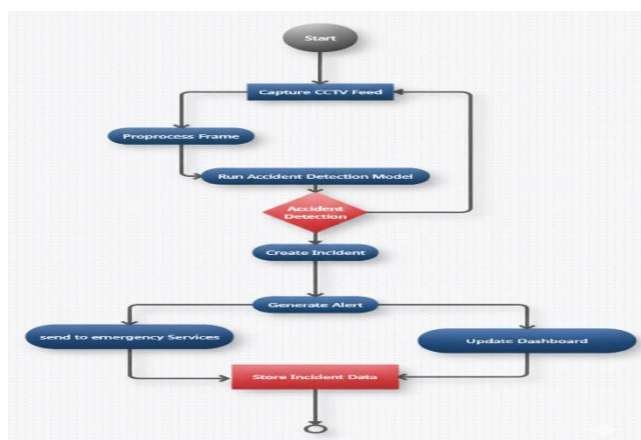 Start
Capture CCTV Feed
Proprocess Frame
Run Accident Detection Model
Accident
Detection
Create Incident
Generate Alert
send to emergency Services
Update Dashboard
Store Incident Data